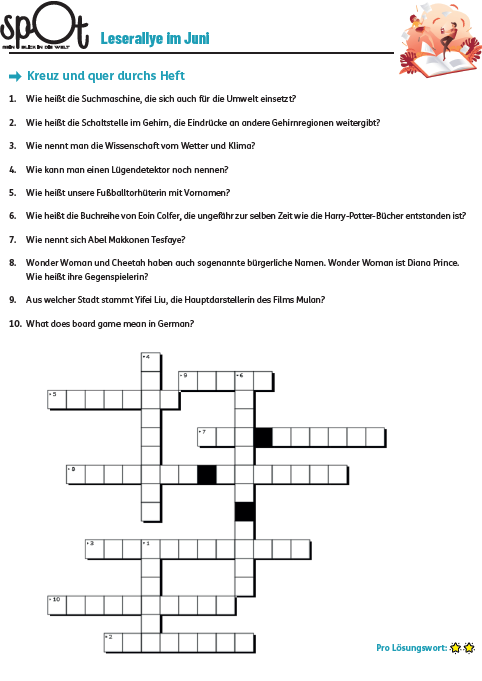 spOt
MEIN BLICK IN DIE WELT
Leserallye im Juni
Kreuz und quer durchs Heft
1. Wie heißt die Suchmaschine, die sich auch für die Umwelt einsetzt?
2. Wie heißt die Schaltstelle im Gehirn, die Eindrücke an andere Gehirnregionen weitergibt?
3. Wie nennt man die Wissenschaft vom Wetter und Klima?
4. Wie kann man einen Lügendetektor noch nennen?
5. Wie heißt unsere Fußballtorhüterin mit Vornamen?
6. Wie heißt die Buchreihe von Eoin Colfer, die ungefähr zur selben Zeit wie die Harry-Potter-Bücher entstanden ist?
7. Wie nennt sich Abel Makkonen Tesfaye?
8. Wonder Woman und Cheetah haben auch sogenannte bürgerliche Namen. Wonder Woman ist Diana Prince.
Wie heißt ihre Gegenspielerin?
9. Aus welcher Stadt stammt Yifei Liu, die Hauptdarstellerin des Films Mulan?
10. What does board game mean in German?
4
9
6
5
7
8
3
1
10
2
Pro Lösungswort: